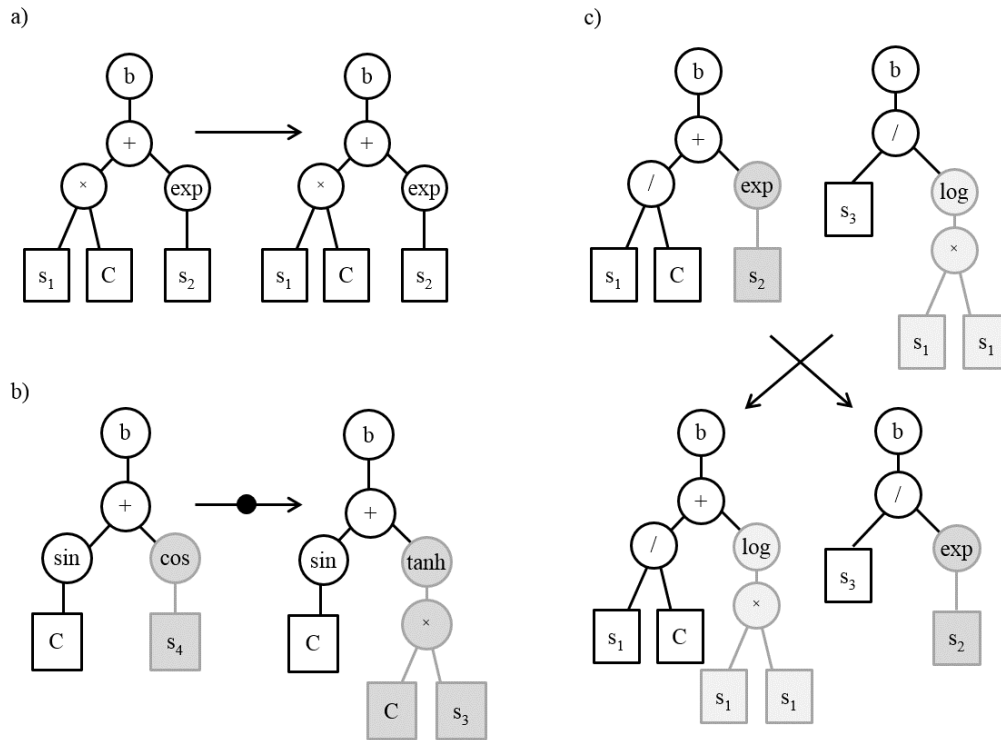 a)
b
+
×
exp
s₁
C
s₂
b
+
×
exp
s₁
C
s₂
b)
b
+
sin
cos
C
s₄
b
+
sin
tanh
C
×
C
s₃
c)
b
+
/
exp
s₁
C
s₂
b
/
s₃
log
×
s₁
s₁
b
+
/
log
s₁
C
×
s₁
s₁
b
/
s₃
exp
s₂